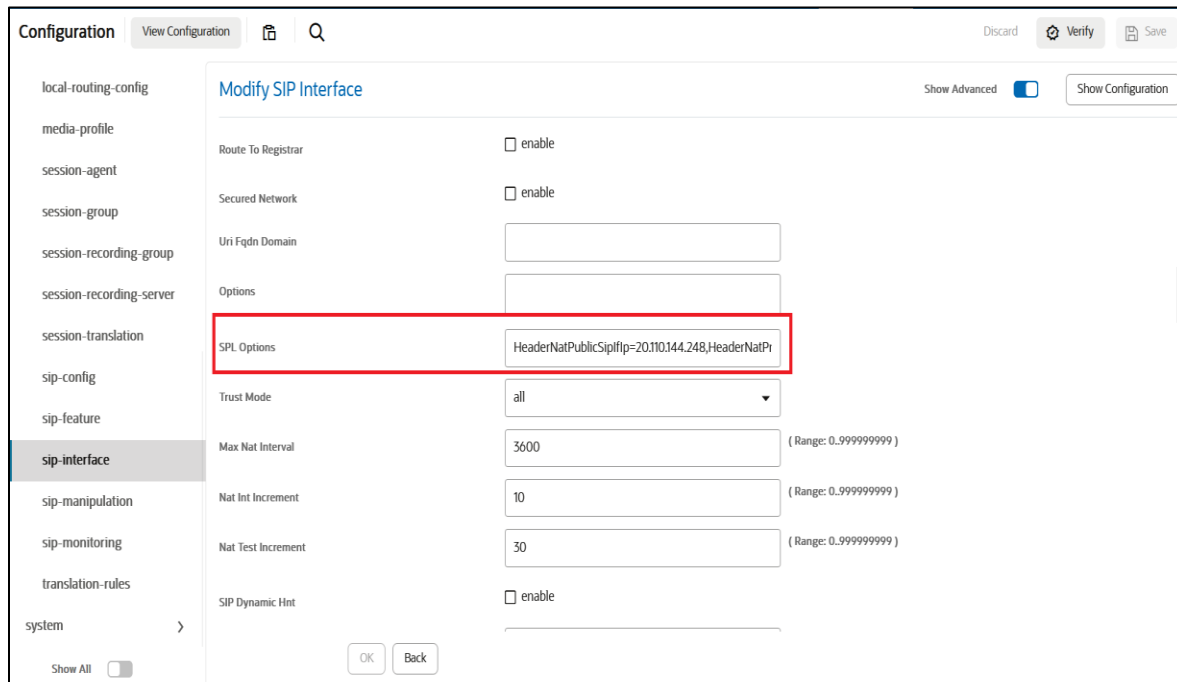 Configuration View Configuration Discard Verify Save
local-routing-config
media-profile
session-agent
session-group
session-recording-group
session-recording-server
session-translation
sip-config
sip-feature
sip-interface
sip-manipulation
sip-monitoring
translation-rules
system
Show All
Modify SIP Interface Show Advanced Show Configuration
Route To Registrar enable
Secured Network enable
Uri Fqdn Domain
Options
SPL Options HeaderNatPublicSipIfIp=20.110.144.248,HeaderNatPr
Trust Mode all
Max Nat Interval 3600 ( Range: 0..999999999 )
Nat Int Increment 10 ( Range: 0..999999999 )
Nat Test Increment 30 ( Range: 0..999999999 )
SIP Dynamic Hnt enable
OK Back